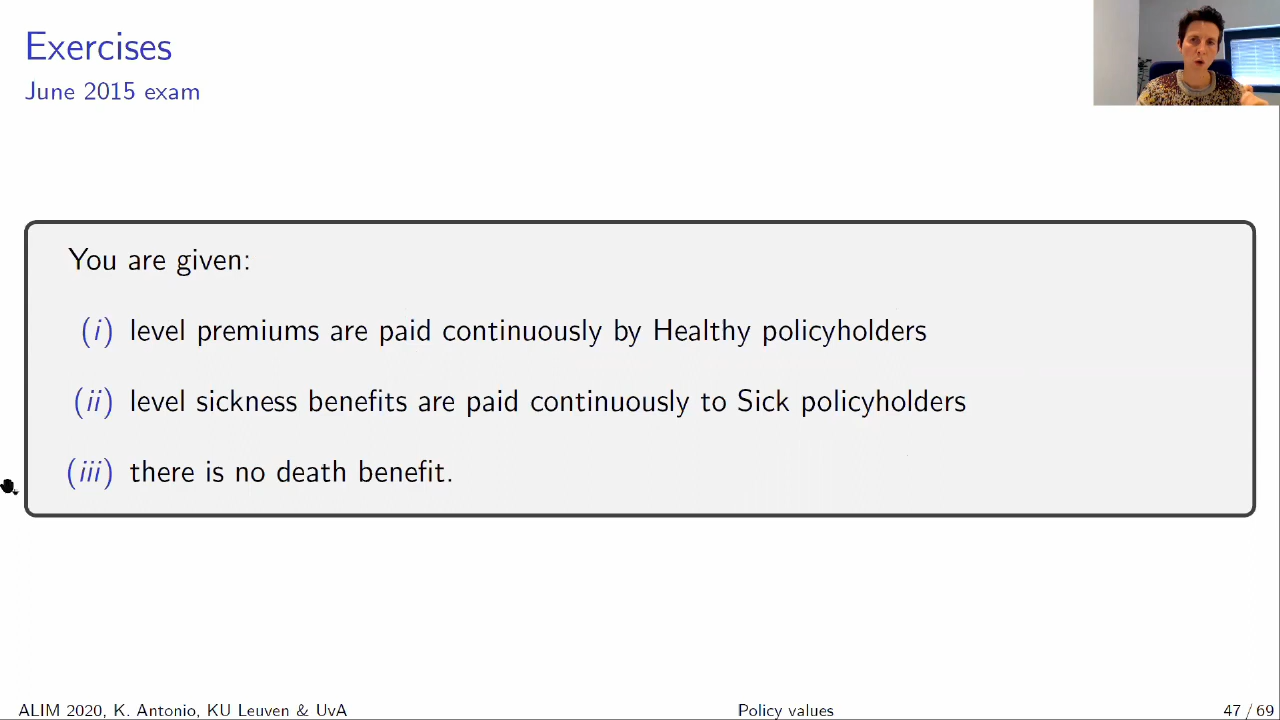 Exercises
June 2015 exam
You are given:
(i) level premiums are paid continuously by Healthy policyholders
(ii) level sickness benefits are paid continuously to Sick policyholders
(iii) there is no death benefit.
ALIM 2020, K. Antonio, KU Leuven & UvA Policy values 47 / 69